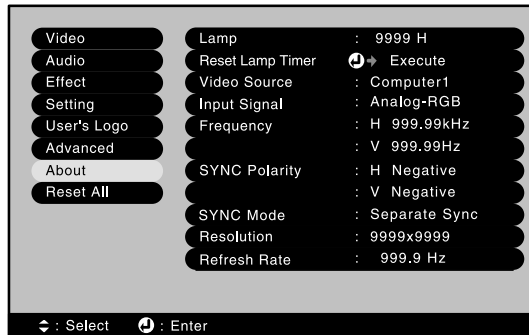 Video
Audio
Effect
Setting
User's Logo
Advanced
About
Reset All
Lamp : 9999 H
Reset Lamp Timer Execute
Video Source : Computer1
Input Signal : Analog-RGB
Frequency : H 999.99kHz
: V 999.99Hz
SYNC Polarity : H Negative
: V Negative
SYNC Mode : Separate Sync
Resolution : 9999x9999
Refresh Rate : 999.9 Hz
: Select : Enter